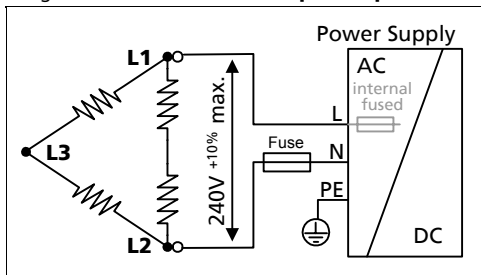 Power Supply
L1
AC
internal
fused
L
240V +10% max.
Fuse
N
L3
PE
L2
DC